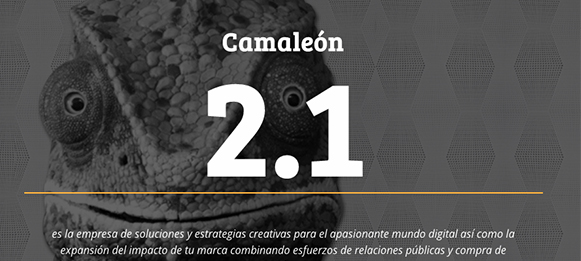 Camaleón
2.1
es la empresa de soluciones y estrategias creativas para el apasionante mundo digital así como la
expansión del impacto de tu marca combinando esfuerzos de relaciones públicas y compra de